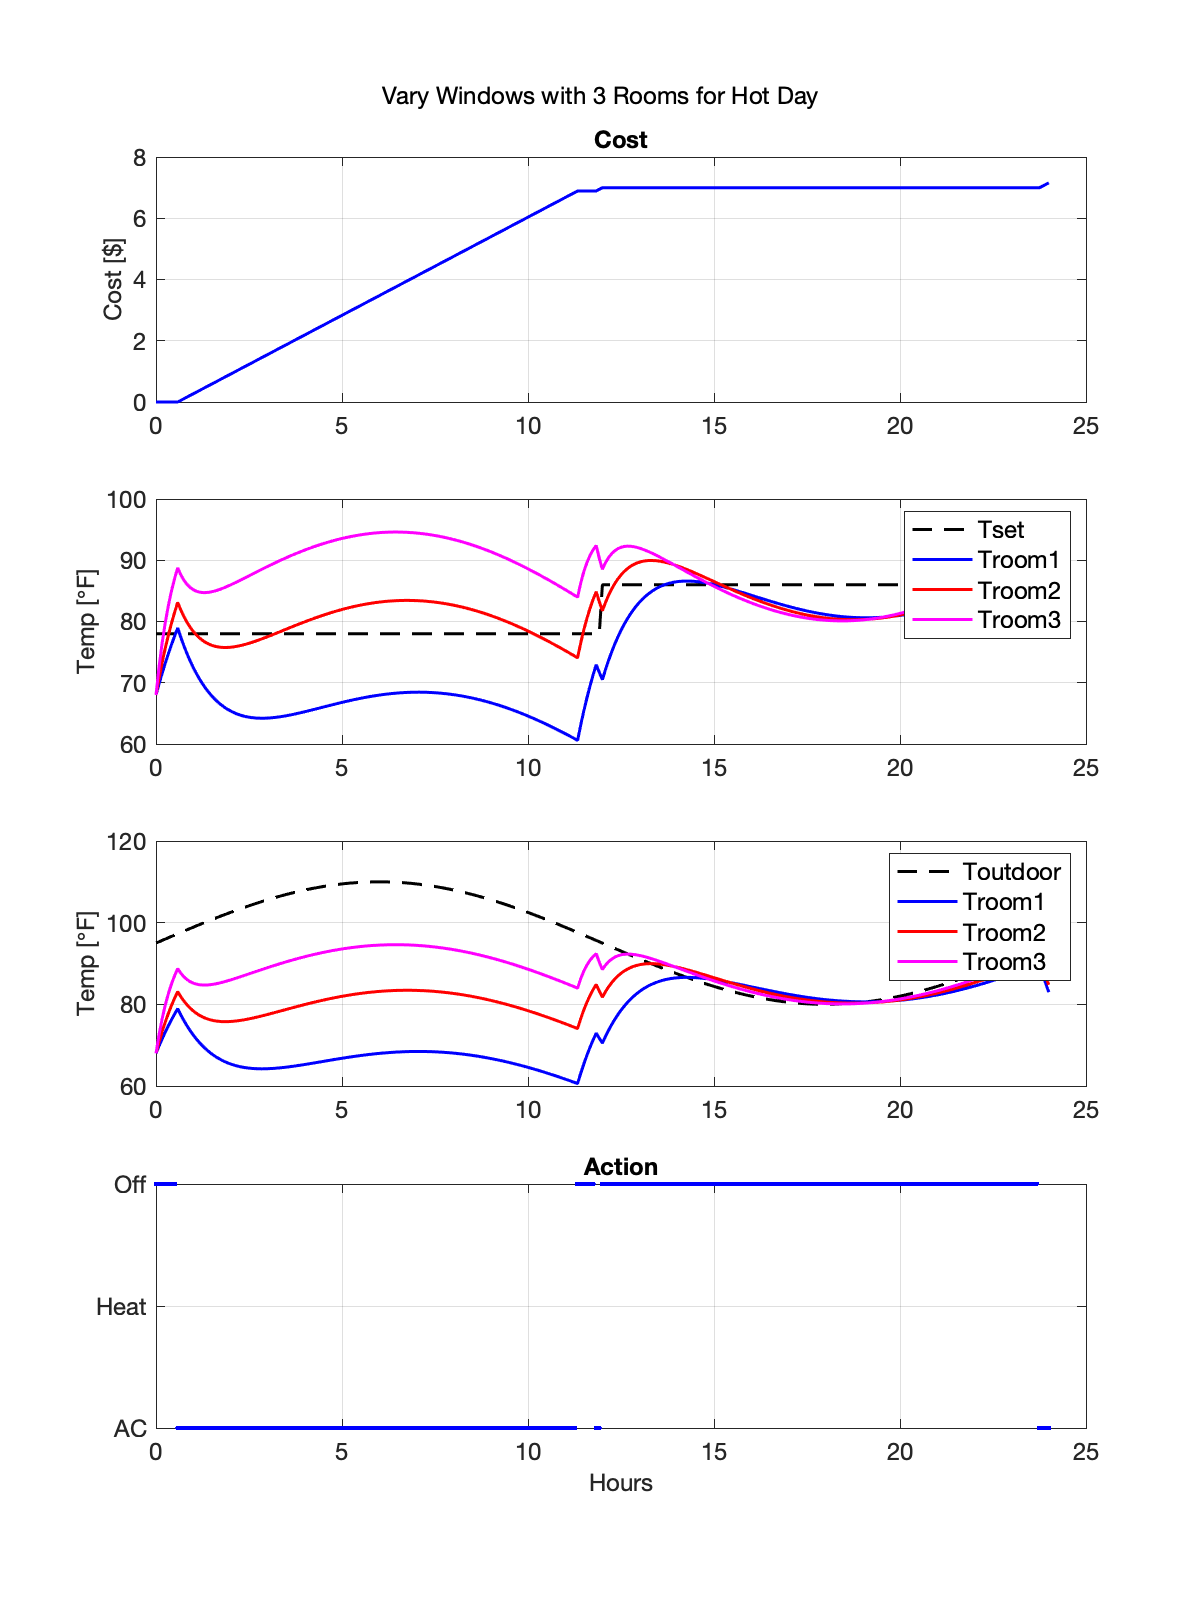 Vary Windows with 3 Rooms for Hot Day
Cost
Cost [$]
8
6
4
2
0
0 5 10 15 20 25
Temp [°F]
100
90
80
70
60
0 5 10 15 20 25
Tset
Troom1
Troom2
Troom3
Temp [°F]
120
100
80
60
0 5 10 15 20 25
Toutdoor
Troom1
Troom2
Troom3
Action
Off
Heat
AC
0 5 10 15 20 25
Hours